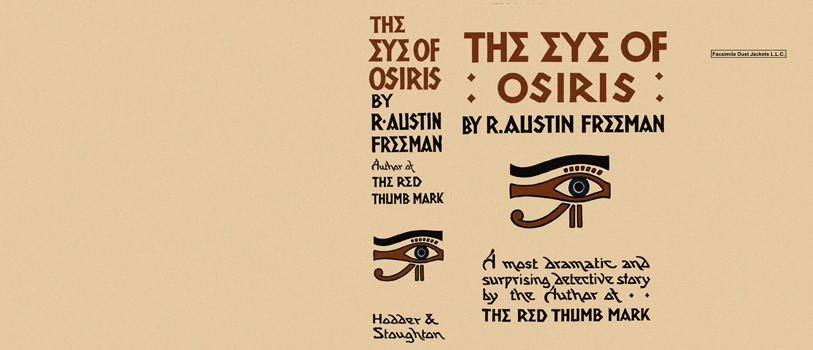 THE
EYE OF
OSIRIS
BY
R. AUSTIN
FREEMAN
Author of
THE RED
THUMB MARK
Hodder &
Stoughton
THE EYE OF
: OSIRIS :
BY R. AUSTIN FREEMAN
A most dramatic and
surprising detective story
by the Author of • •
THE RED THUMB MARK
Facsimile Dust Jackets L.L.C.